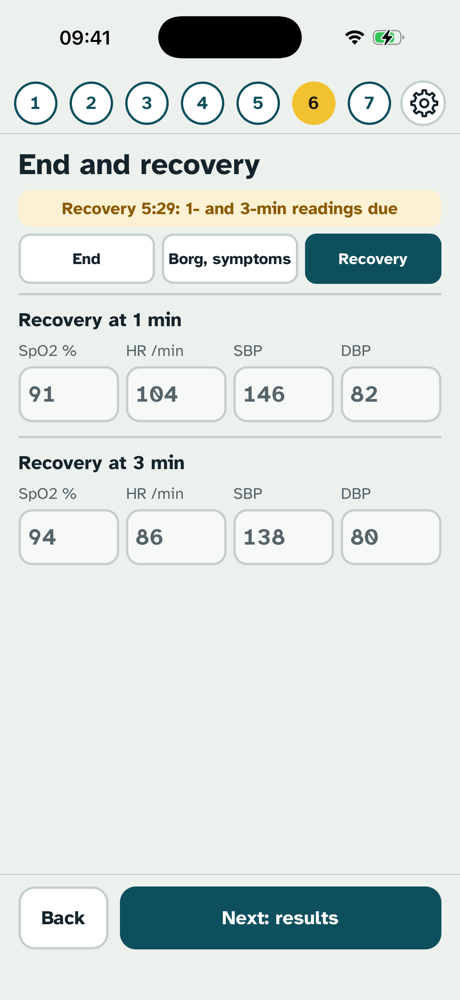 09:41
1 2 3 4 5 6 7
End and recovery
Recovery 5:29: 1- and 3-min readings due
End Borg, symptoms Recovery
Recovery at 1 min
SpO2 % HR /min SBP DBP
91 104 146 82
Recovery at 3 min
SpO2 % HR /min SBP DBP
94 86 138 80
Back Next: results